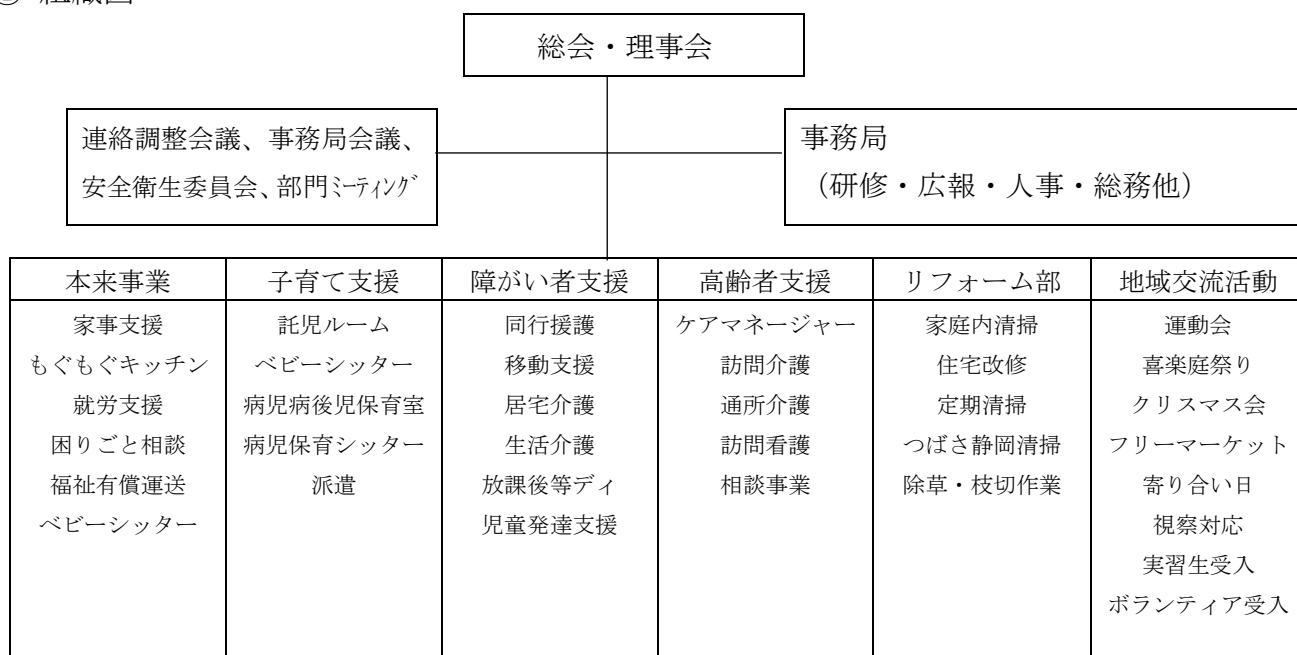 総会・理事会
連絡調整会議、事務局会議、
安全衛生委員会、部門ﾐｰﾃｨﾝｸﾞ
事務局
（研修・広報・人事・総務他）
本来事業
家事支援
もぐもぐキッチン
就労支援
困りごと相談
福祉有償運送
ベビーシッター
子育て支援
託児ルーム
ベビーシッター
病児病後児保育室
病児保育シッター
派遣
障がい者支援
同行援護
移動支援
居宅介護
生活介護
放課後等ディ
児童発達支援
高齢者支援
ケアマネージャー
訪問介護
通所介護
訪問看護
相談事業
リフォーム部
家庭内清掃
住宅改修
定期清掃
つばさ静岡清掃
除草・枝切作業
地域交流活動
運動会
喜楽庭祭り
クリスマス会
フリーマーケット
寄り合い日
視察対応
実習生受入
ボランティア受入